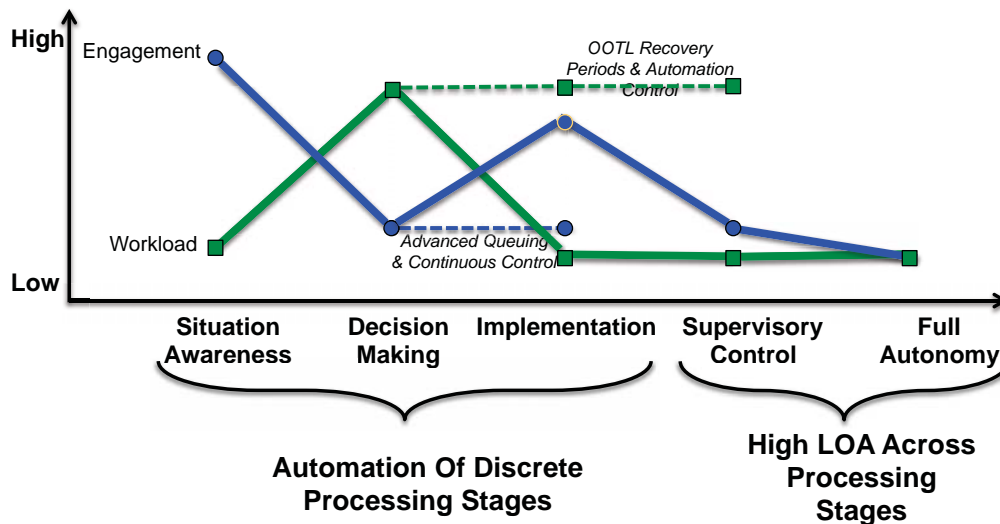 High
Engagement
OOTL Recovery
Periods & Automation
Control
Workload
Advanced Queuing
& Continuous Control
Low
Situation
Awareness
Decision
Making
Implementation
Supervisory
Control
Full
Autonomy
Automation Of Discrete
Processing Stages
High LOA Across
Processing
Stages